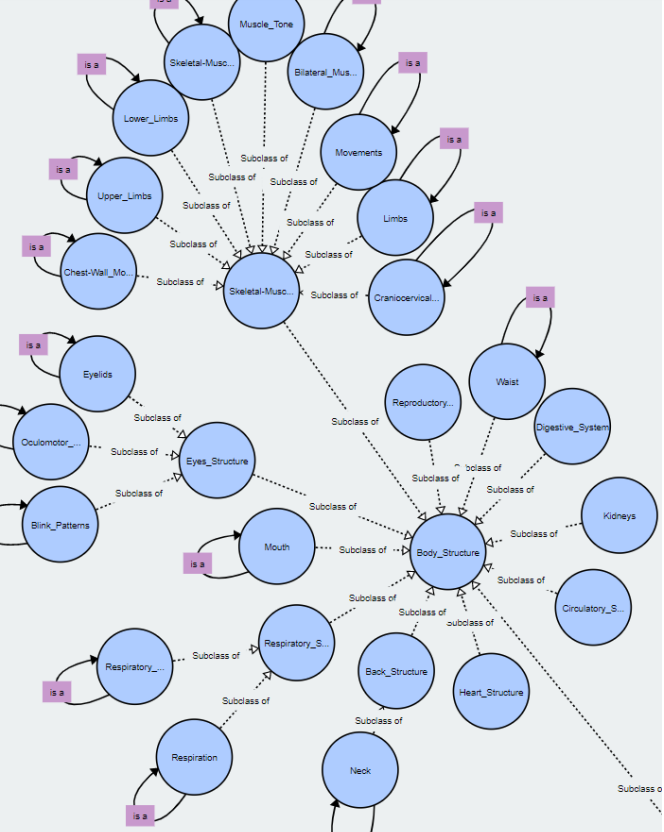 is a
Muscle_Tone
Skeletal-Musc...
Bilateral_Mus...
is a
is a
Lower_Limbs
Movements
is a
Subclass of
Subclass of
Subclass of
is a
Upper_Limbs
Subclass of
Limbs
is a
Subclass of
Subclass of
is a
Subclass of
Chest-Wall_Mo...
Subclass of
Skeletal-Musc...
Subclass of
Craniocervical...
is a
is a
Eyelids
Waist
Reproductory...
Subclass of
Subclass of
Digestive_System
Oculomotor_...
Subclass of
Eyes_Structure
Subclass of
Subclass of
Subclass of
Subclass of
Blink_Patterns
Subclass of
Kidneys
Subclass of
Mouth
Subclass of
Body_Structure
is a
Subclass of
Subclass of
Circulatory_S...
Subclass of
Subclass of
Respiratory_S...
Subclass of
Respiratory_...
Back_Structure
is a
Heart_Structure
Subclass of
Subclass of
Respiration
Neck
Subclass o
is a